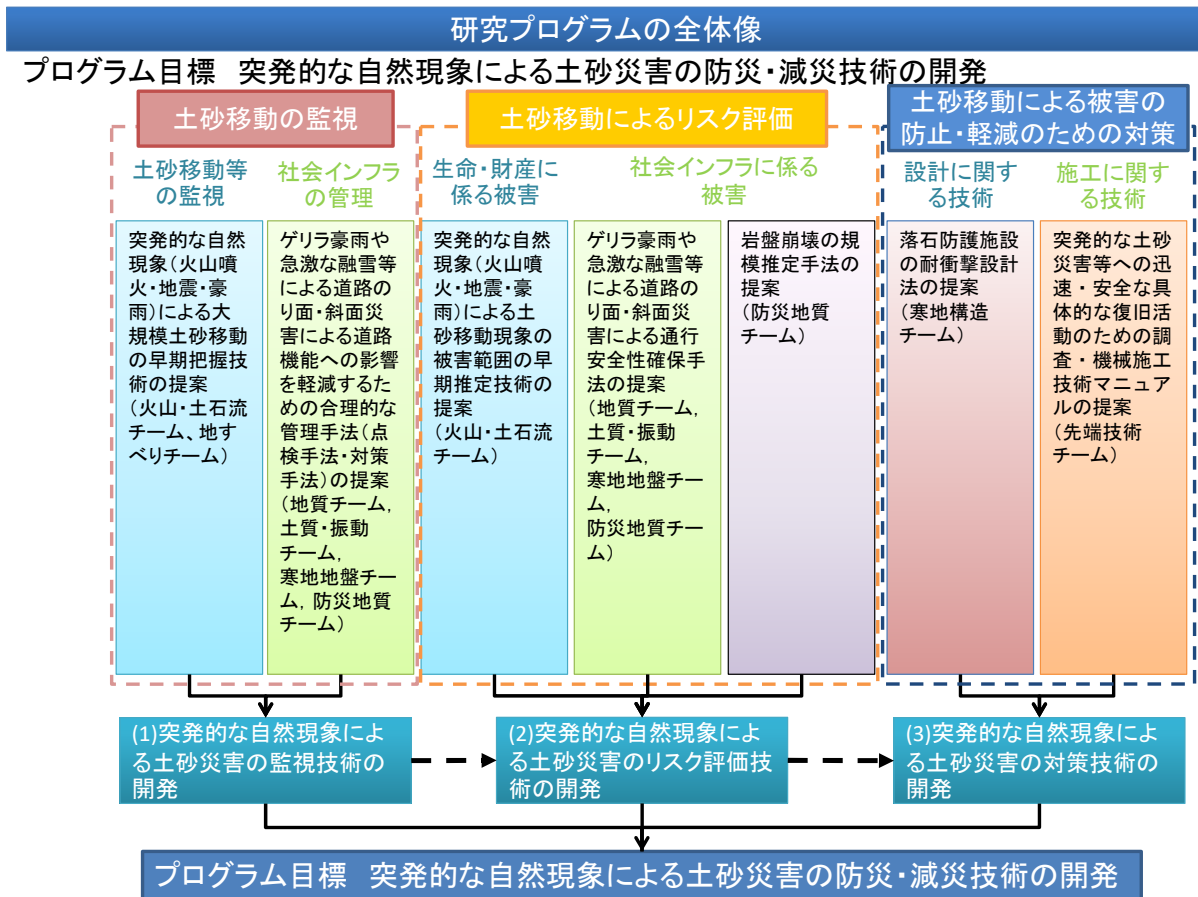 研究プログラムの全体像
プログラム目標　突発的な自然現象による土砂災害の防災・減災技術の開発
土砂移動の監視
土砂移動等
の監視
社会インフラ
の管理
突発的な自然
現象(火山噴
火・地震・豪
雨)による大
規模土砂移動
の早期把握技
術の提案
(火山・土石流
チーム、地す
べりチーム)
ゲリラ豪雨や
急激な融雪等
による道路の
り面・斜面災
害による道路
機能への影響
を軽減するた
めの合理的な
管理手法(点
検手法・対策
手法)の提案
(地質チーム,
土質・振動
チーム,
寒地地盤チー
ム, 防災地質
チーム)
土砂移動によるリスク評価
生命・財産に
係る被害
社会インフラに係る
被害
突発的な自然
現象(火山噴
火・地震・豪
雨)による土
砂移動現象の
被害範囲の早
期推定技術の
提案
(火山・土石流
チーム)
ゲリラ豪雨や
急激な融雪等
による道路の
り面・斜面災
害による通行
安全性確保手
法の提案
(地質チーム,
土質・振動
チーム,
寒地地盤チー
ム,
防災地質チー
ム)
岩盤崩壊の規
模推定手法の
提案
(防災地質
チーム)
土砂移動による被害の
防止・軽減のための対策
設計に関す
る技術
施工に関す
る技術
落石防護施設
の耐衝撃設計
法の提案
(寒地構造
チーム)
突発的な土砂
災害等への迅
速・安全な具
体的な復旧活
動のための調
査・機械施工
技術マニュア
ルの提案
(先端技術
チーム)
(1)突発的な自然現象によ
る土砂災害の監視技術の
開発
(2)突発的な自然現象によ
る土砂災害のリスク評価技
術の開発
(3)突発的な自然現象によ
る土砂災害の対策技術の
開発
プログラム目標　突発的な自然現象による土砂災害の防災・減災技術の開発